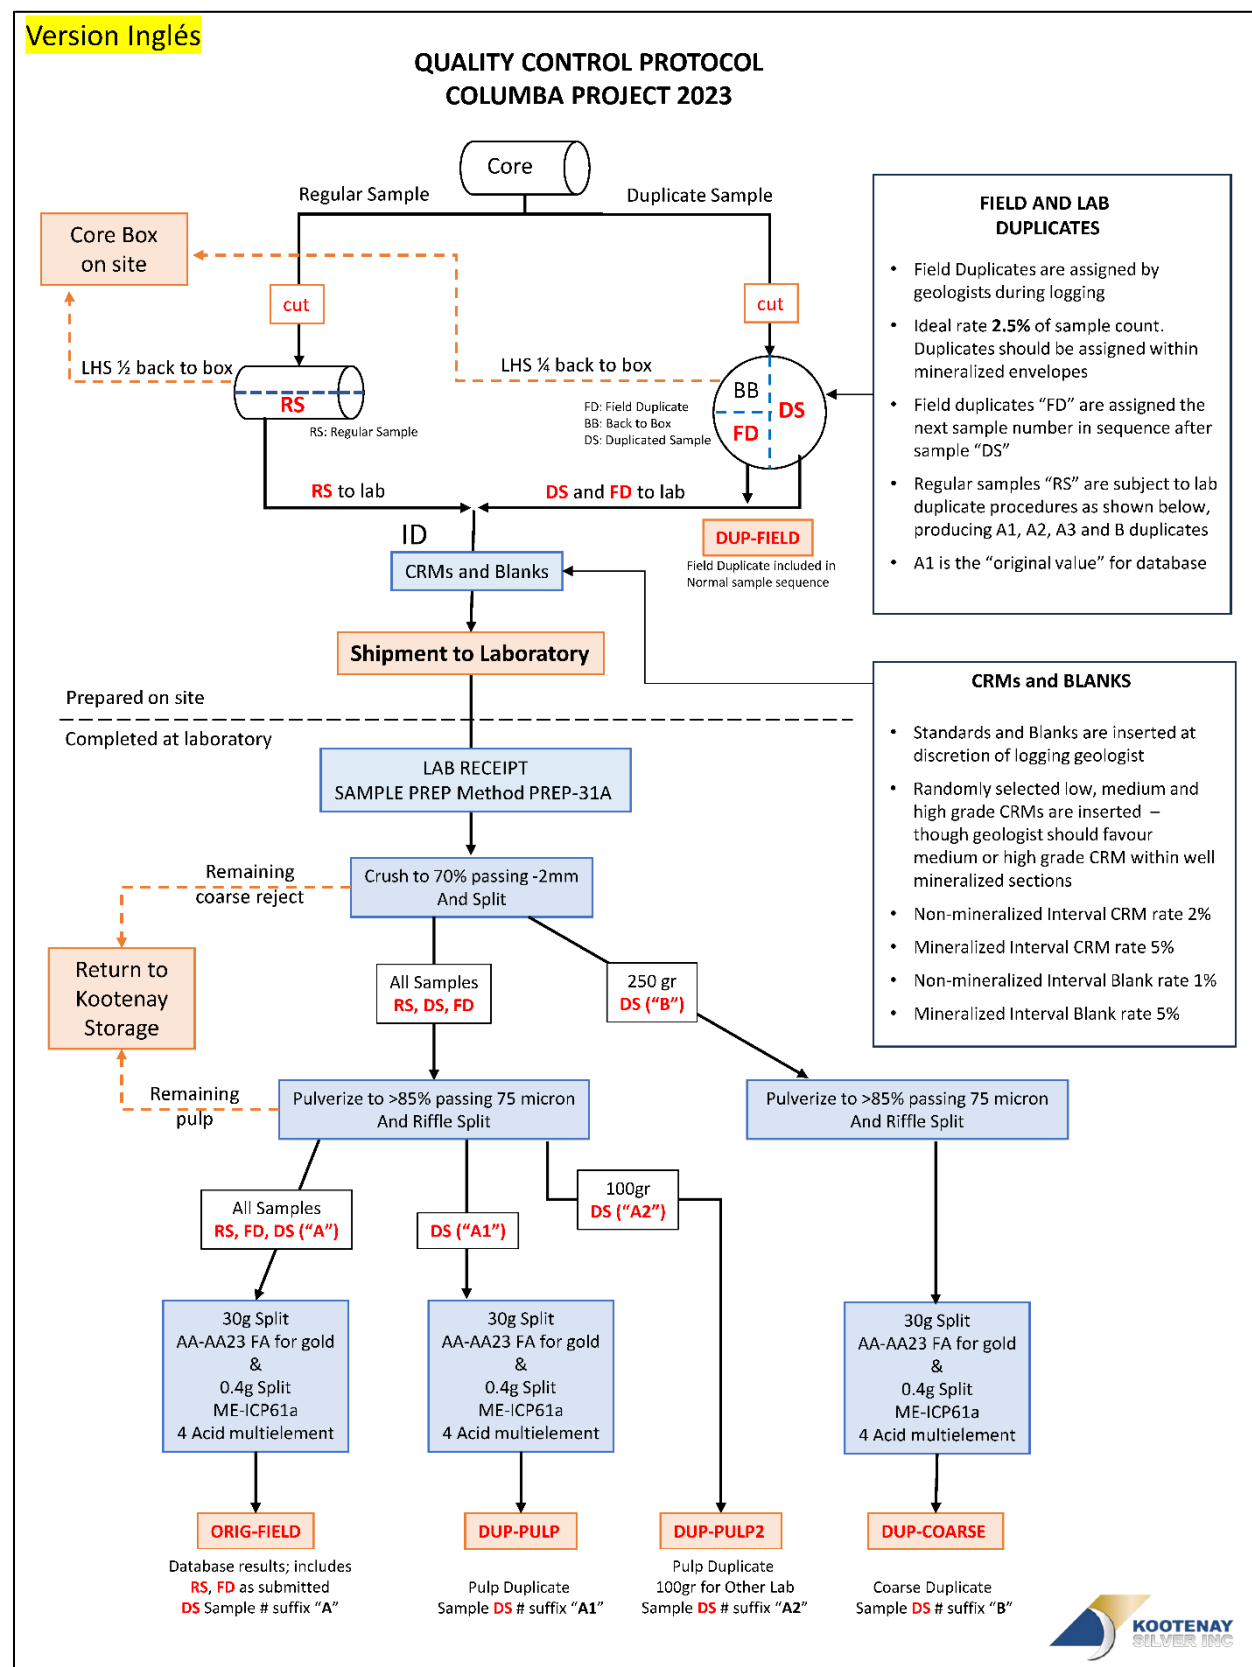 Version Inglés
QUALITY CONTROL PROTOCOL
COLUMBA PROJECT 2023
Core
Regular Sample
Duplicate Sample
Core Box
on site
cut
cut
LHS ½ back to box
LHS ¼ back to box
RS
RS: Regular Sample
FD: Field Duplicate
BB: Back to Box
DS: Duplicated Sample
BB
DS
FD
RS to lab
DS and FD to lab
ID
DUP-FIELD
Field Duplicate included in
Normal sample sequence
CRMs and Blanks
Shipment to Laboratory
Prepared on site
Completed at laboratory
FIELD AND LAB
DUPLICATES
• Field Duplicates are assigned by
geologists during logging
• Ideal rate 2.5% of sample count.
Duplicates should be assigned within
mineralized envelopes
• Field duplicates “FD” are assigned the
next sample number in sequence after
sample “DS”
• Regular samples “RS” are subject to lab
duplicate procedures as shown below,
producing A1, A2, A3 and B duplicates
• A1 is the “original value” for database
CRMs and BLANKS
• Standards and Blanks are inserted at
discretion of logging geologist
• Randomly selected low, medium and
high grade CRMs are inserted –
though geologist should favour
medium or high grade CRM within well
mineralized sections
• Non-mineralized Interval CRM rate 2%
• Mineralized Interval CRM rate 5%
• Non-mineralized Interval Blank rate 1%
• Mineralized Interval Blank rate 5%
LAB RECEIPT
SAMPLE PREP Method PREP-31A
Crush to 70% passing -2mm
And Split
Remaining
coarse reject
Return to
Kootenay
Storage
All Samples
RS, DS, FD
250 gr
DS (“B”)
Remaining
pulp
Pulverize to >85% passing 75 micron
And Riffle Split
Pulverize to >85% passing 75 micron
And Riffle Split
All Samples
RS, FD, DS (“A”)
DS (“A1”)
100gr
DS (“A2”)
30g Split
AA-AA23 FA for gold
&
0.4g Split
ME-ICP61a
4 Acid multielement
30g Split
AA-AA23 FA for gold
&
0.4g Split
ME-ICP61a
4 Acid multielement
30g Split
AA-AA23 FA for gold
&
0.4g Split
ME-ICP61a
4 Acid multielement
ORIG-FIELD
Database results; includes
RS, FD as submitted
DS Sample # suffix “A”
DUP-PULP
Pulp Duplicate
Sample DS # suffix “A1”
DUP-PULP2
Pulp Duplicate
100gr for Other Lab
Sample DS # suffix “A2”
DUP-COARSE
Coarse Duplicate
Sample DS # suffix “B”
KOOTENAY
SILVER INC